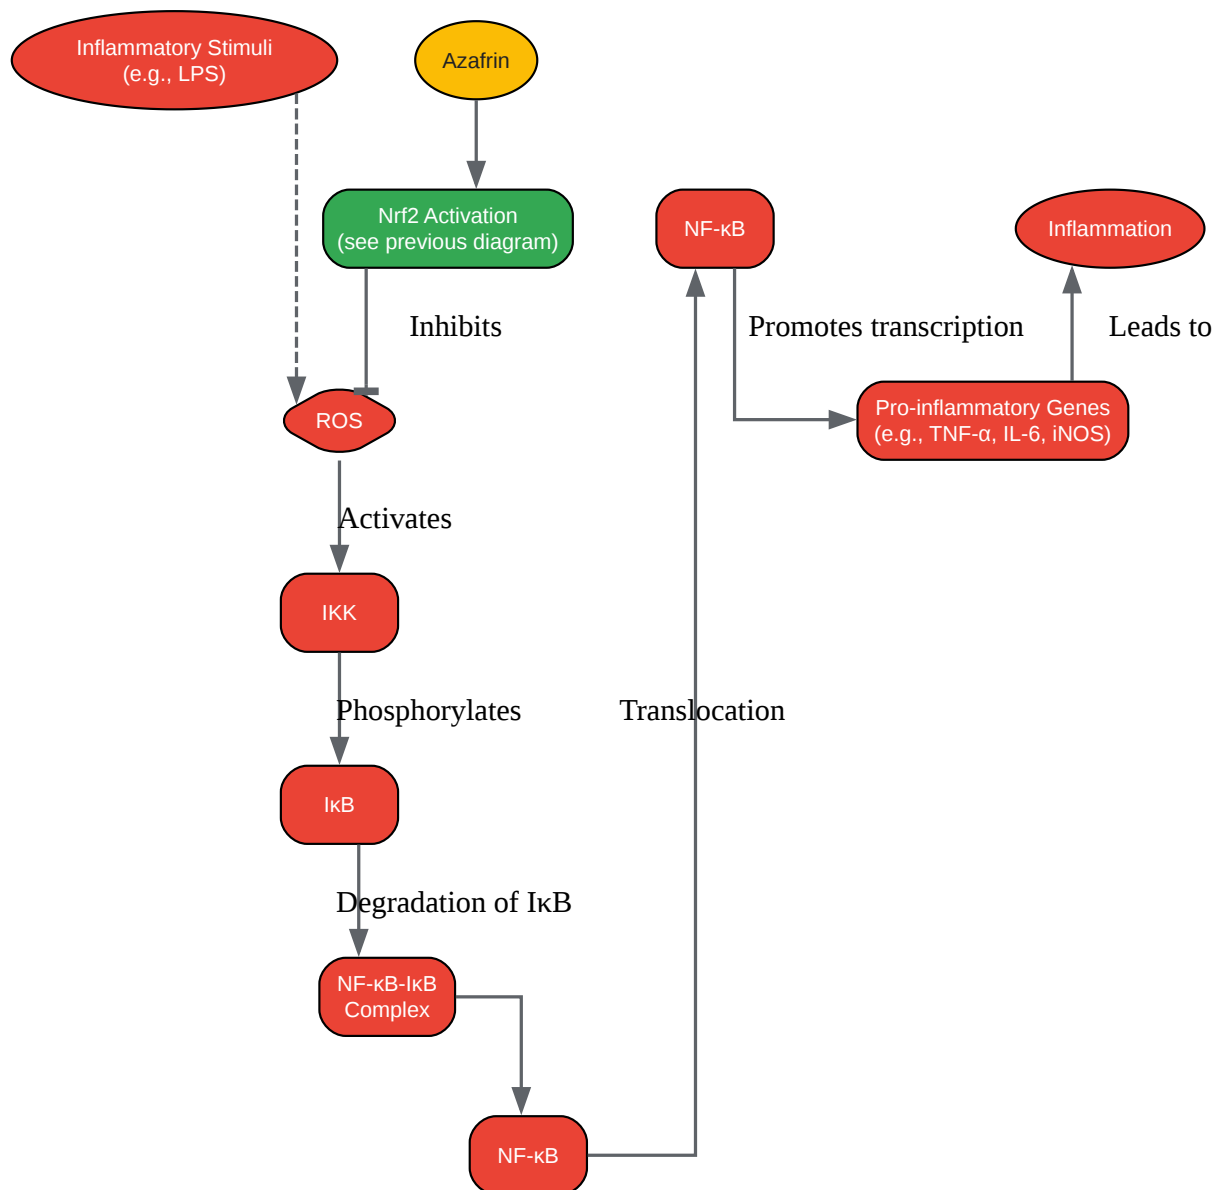 Inflammatory Stimuli
(e.g., LPS)
Azafrin
Nrf2 Activation
(see previous diagram)
NF-κB
Inflammation
Inhibits
Promotes transcription
Leads to
ROS
Pro-inflammatory Genes
(e.g., TNF-α, IL-6, iNOS)
Activates
IKK
Phosphorylates
Translocation
IκB
Degradation of IκB
NF-κB-IκB
Complex
NF-κB